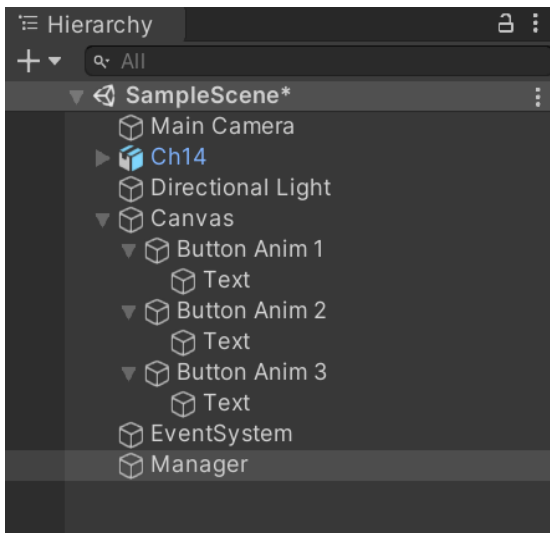 Hierarchy
All
SampleScene*
Main Camera
Ch14
Directional Light
Canvas
Button Anim 1
Text
Button Anim 2
Text
Button Anim 3
Text
EventSystem
Manager